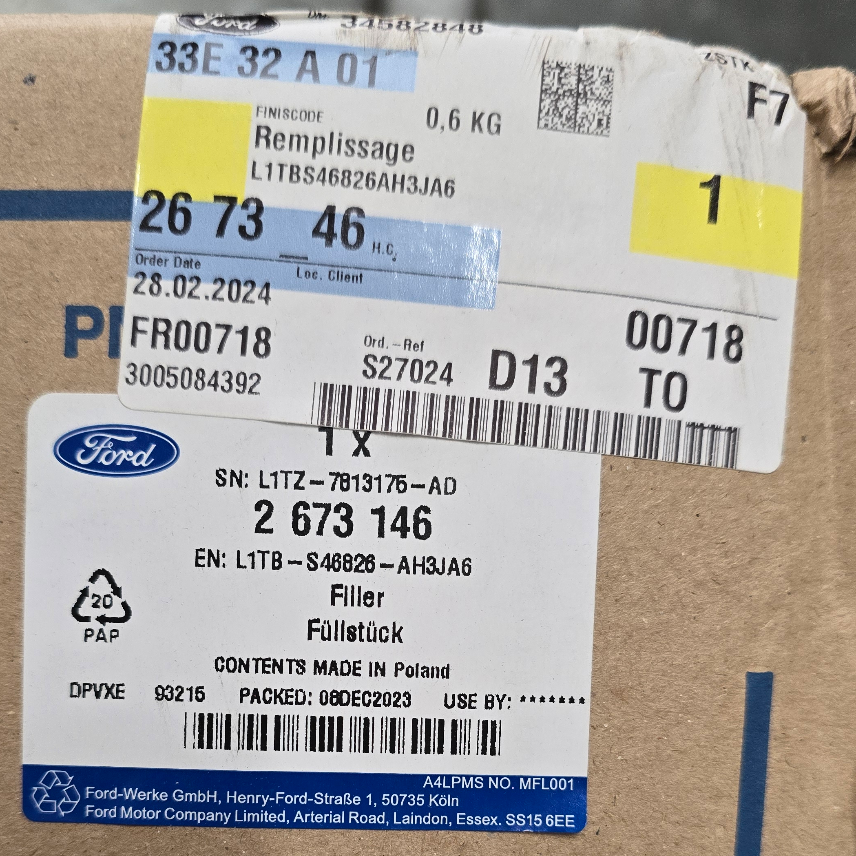 Ford
34582848
33E 32 A 01
F7
FINISCODE 0,6 KG
Remplissage
L1TBS46826AH3JA6
1
26 73 _ 46 H.C.
Order Date
Loc. Client
28.02.2024
FR00718
Ord.-Ref
00718
3005084392
S27024
D13
TO
1 X
Ford
SN: L1TZ-7813175-AD
2 673 146
EN: L1TB-S46826-AH3JA6
20
PAP
Filler
Füllstück
CONTENTS MADE IN Poland
DPVXE 93215 PACKED: 08DEC2023 USE BY: *******
A4LPMS NO. MFL001
Ford-Werke GmbH, Henry-Ford-Straße 1, 50735 Köln
Ford Motor Company Limited, Arterial Road, Laindon, Essex. SS15 6EE